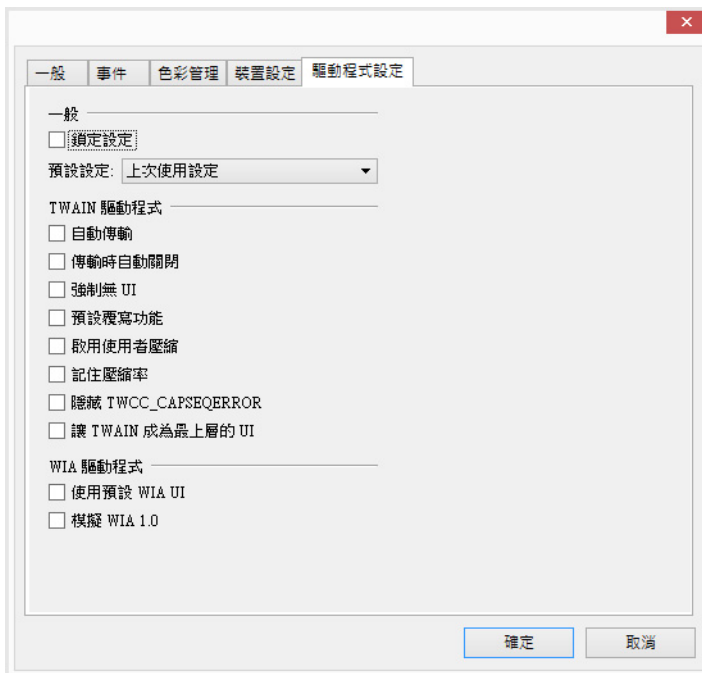 一般 事件 色彩管理 裝置設定 驅動程式設定
一般
鎖定設定
預設設定: 上次使用設定
TWAIN 驅動程式
自動傳輸
傳輸時自動關閉
強制無 UI
預設覆寫功能
啟用使用者壓縮
記住壓縮率
隱藏 TWCC_CAPSEQERROR
讓 TWAIN 成為最上層的 UI
WIA 驅動程式
使用預設 WIA UI
模擬 WIA 1.0
確定 取消